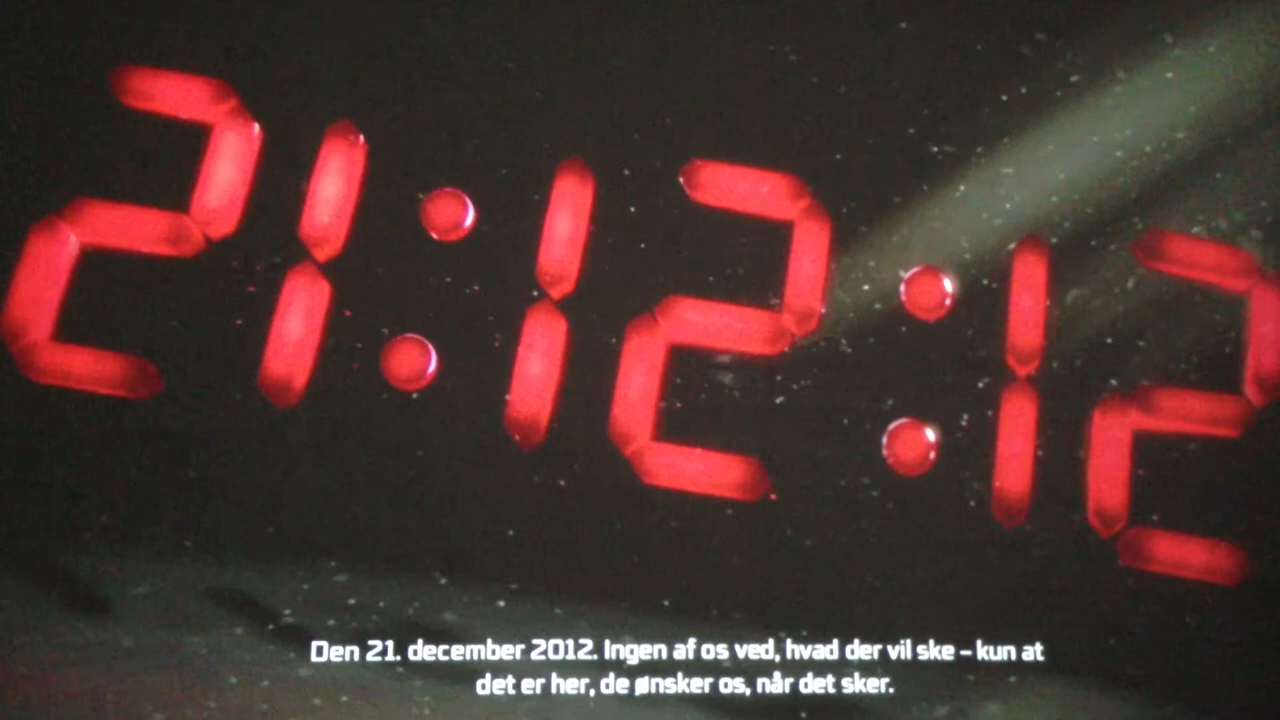 21:12:12
Den 21. december 2012. Ingen af os ved, hvad der vil ske – kun at
det er her, de ønsker os, når det sker.